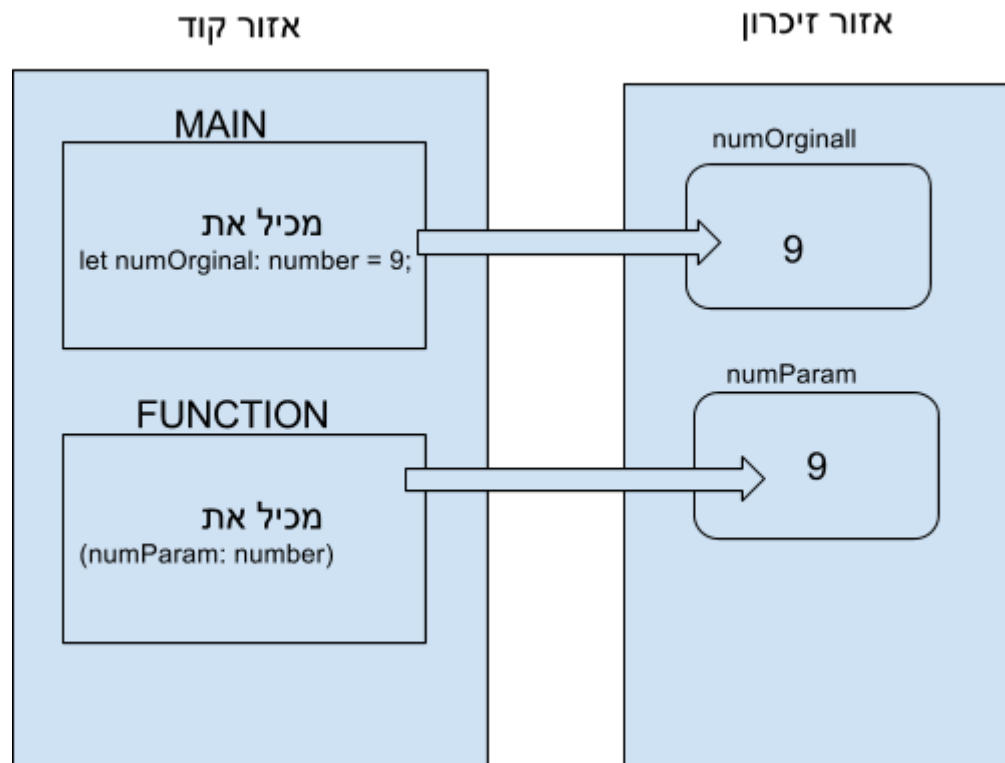 אזור קוד
אזור זיכרון
MAIN
מכיל את
let numOrginal: number = 9;
numOrginall
9
FUNCTION
מכיל את
(numParam: number)
numParam
9